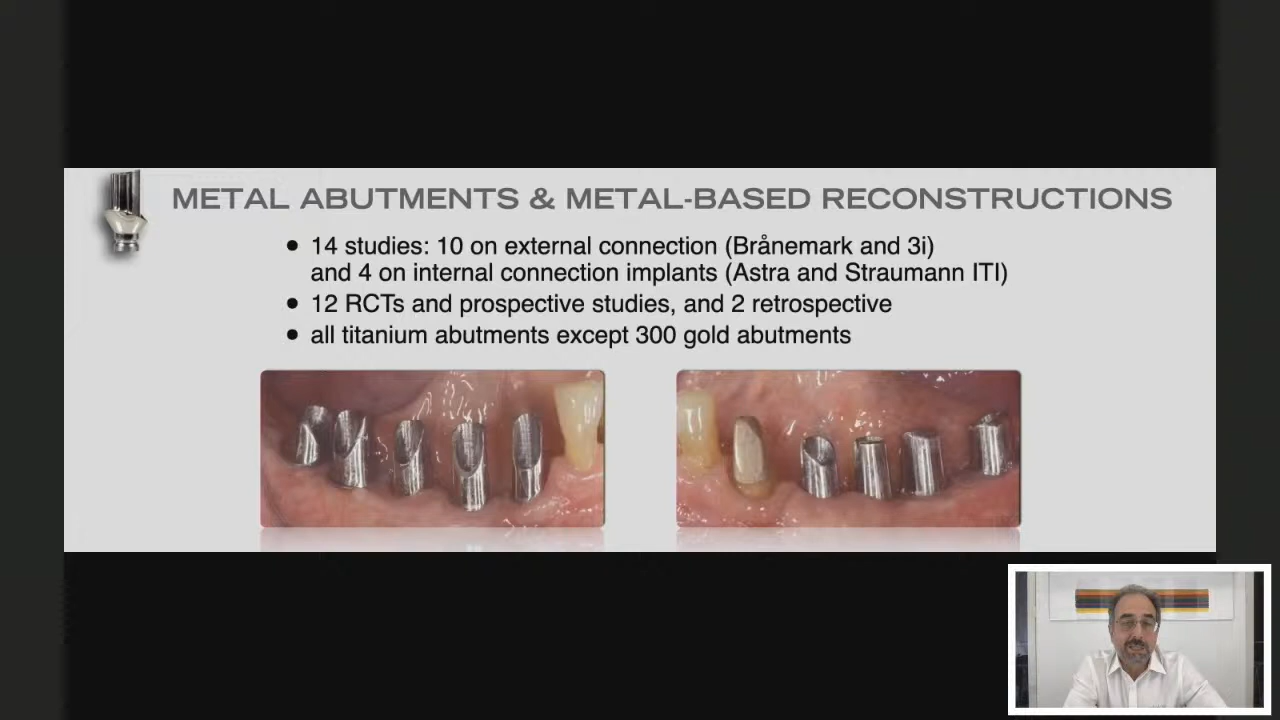 METAL ABUTMENTS & METAL-BASED RECONSTRUCTIONS
• 14 studies: 10 on external connection (Brånemark and 3i)
and 4 on internal connection implants (Astra and Straumann ITI)
• 12 RCTs and prospective studies, and 2 retrospective
• all titanium abutments except 300 gold abutments